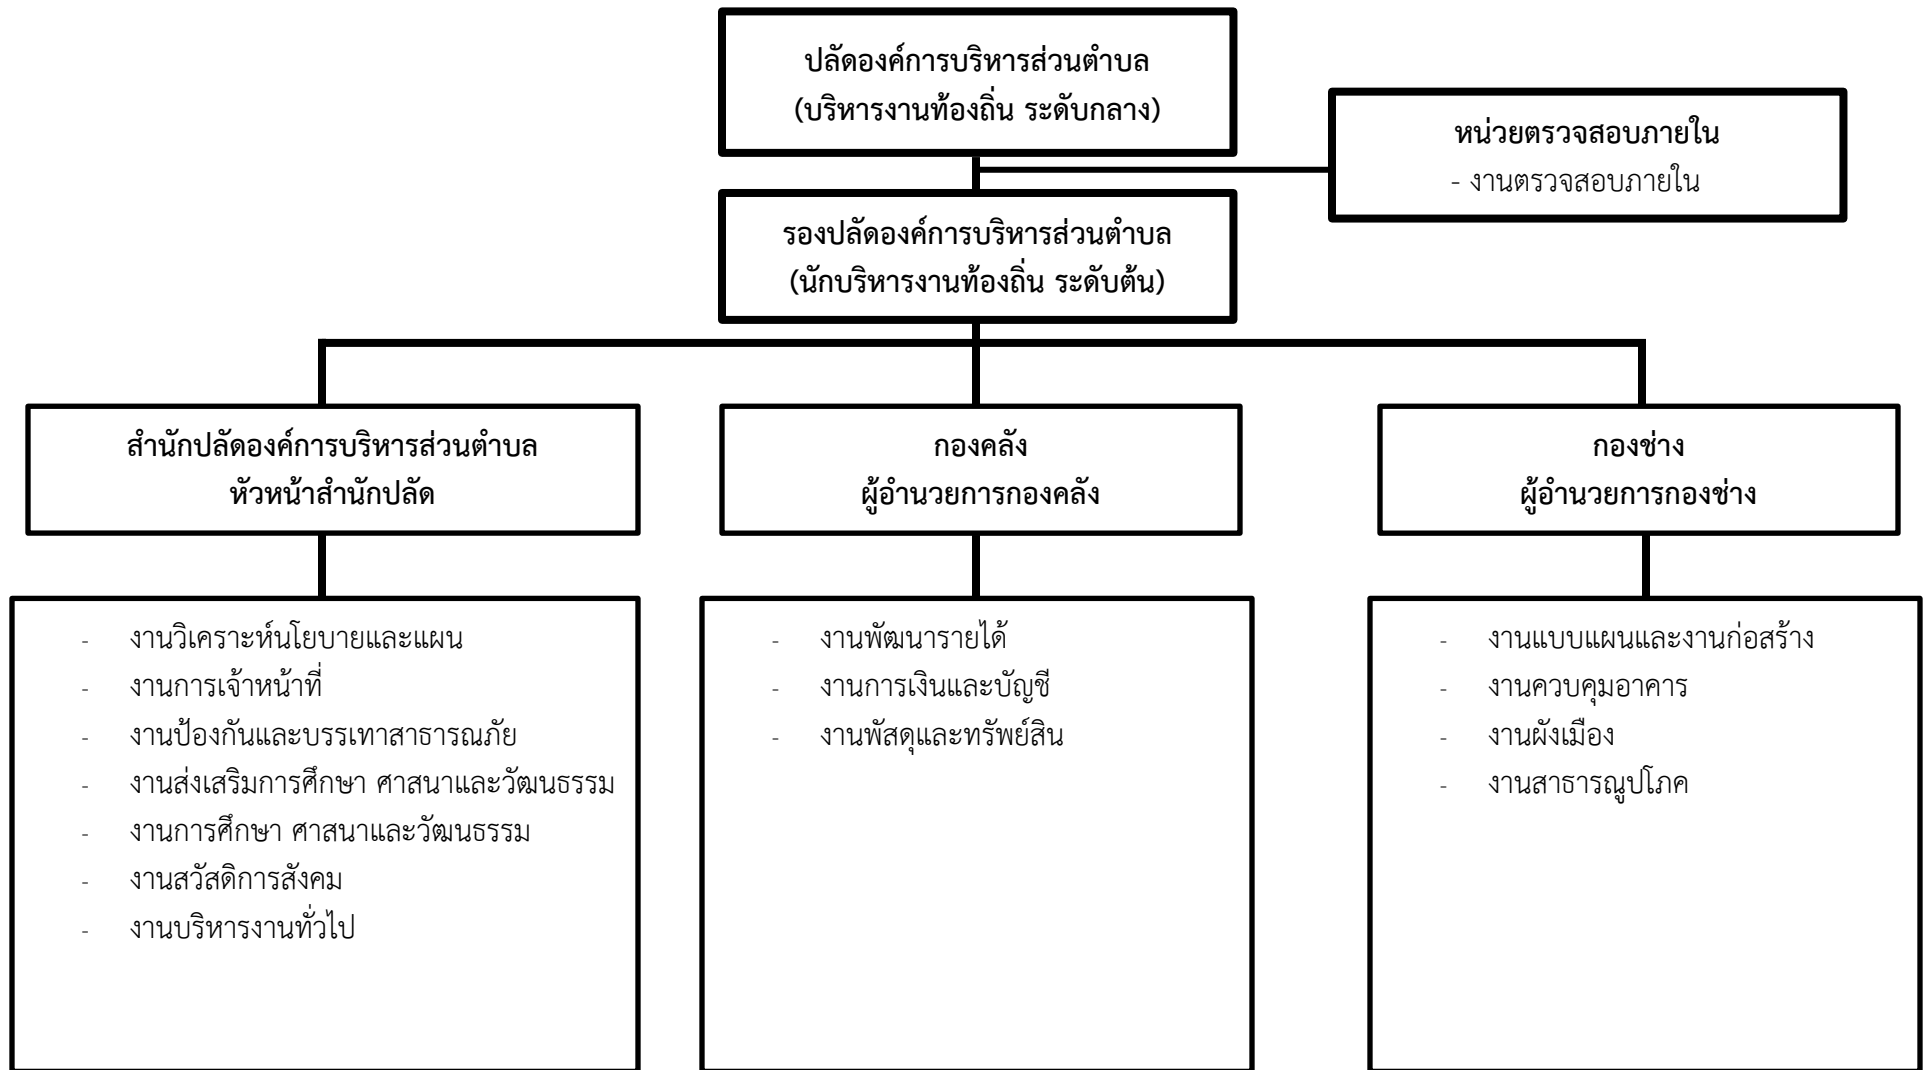 ปลัดองค์การบริหารส่วนตำบล
(บริหารงานท้องถิ่น ระดับกลาง)
หน่วยตรวจสอบภายใน
- งานตรวจสอบภายใน
รองปลัดองค์การบริหารส่วนตำบล
(นักบริหารงานท้องถิ่น ระดับต้น)
สำนักปลัดองค์การบริหารส่วนตำบล
หัวหน้าสำนักปลัด
กองคลัง
ผู้อำนวยการกองคลัง
กองช่าง
ผู้อำนวยการกองช่าง
- งานวิเคราะห์นโยบายและแผน
- งานการเจ้าหน้าที่
- งานป้องกันและบรรเทาสาธารณภัย
- งานส่งเสริมการศึกษา ศาสนาและวัฒนธรรม
- งานการศึกษา ศาสนาและวัฒนธรรม
- งานสวัสดิการสังคม
- งานบริหารงานทั่วไป
- งานพัฒนารายได้
- งานการเงินและบัญชี
- งานพัสดุและทรัพย์สิน
- งานแบบแผนและงานก่อสร้าง
- งานควบคุมอาคาร
- งานผังเมือง
- งานสาธารณูปโภค